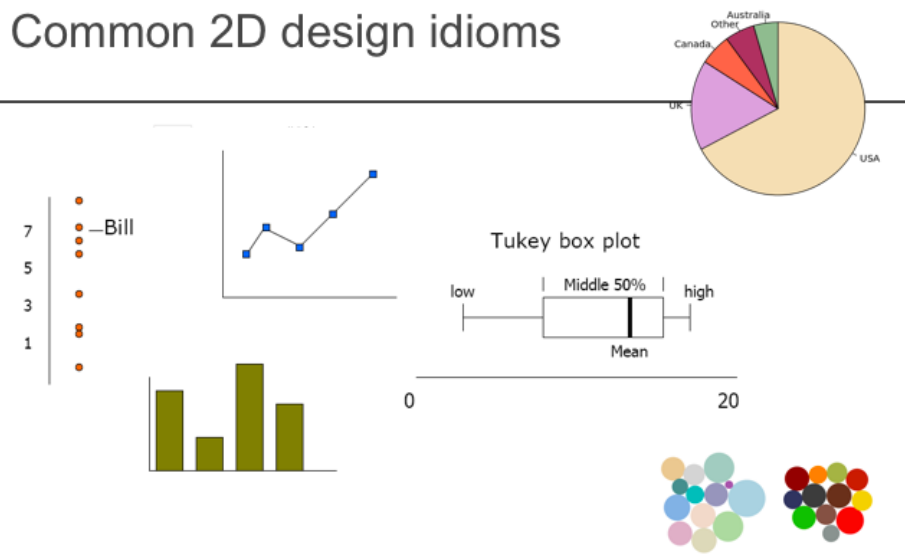 Common 2D design idioms
Australia
Other
Canada
UK
USA
7
Bill
5
3
1
Tukey box plot
Middle 50%
low
high
Mean
0
20